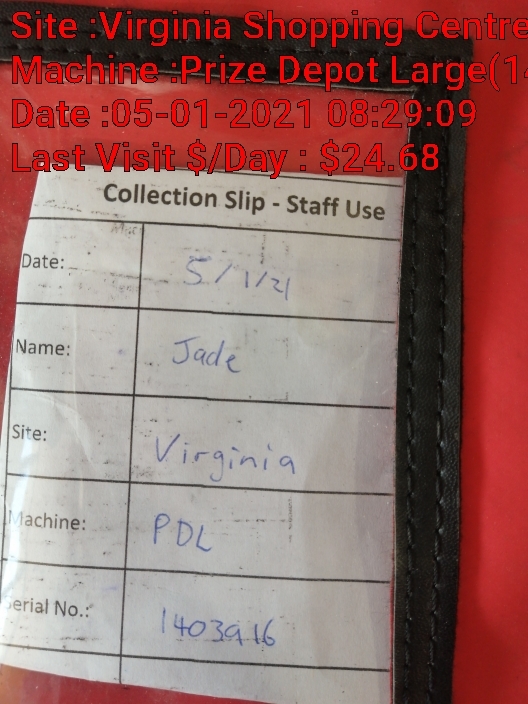 Site :Virginia Shopping Centre
Machine :Prize Depot Large(14
Date :05-01-2021 08:29:09
Last Visit $/Day : $24.68
Collection Slip - Staff Use
Date: 5/1/21
Name: Jade
Site: Virginia
Machine: PDL
Serial No.: 1403916